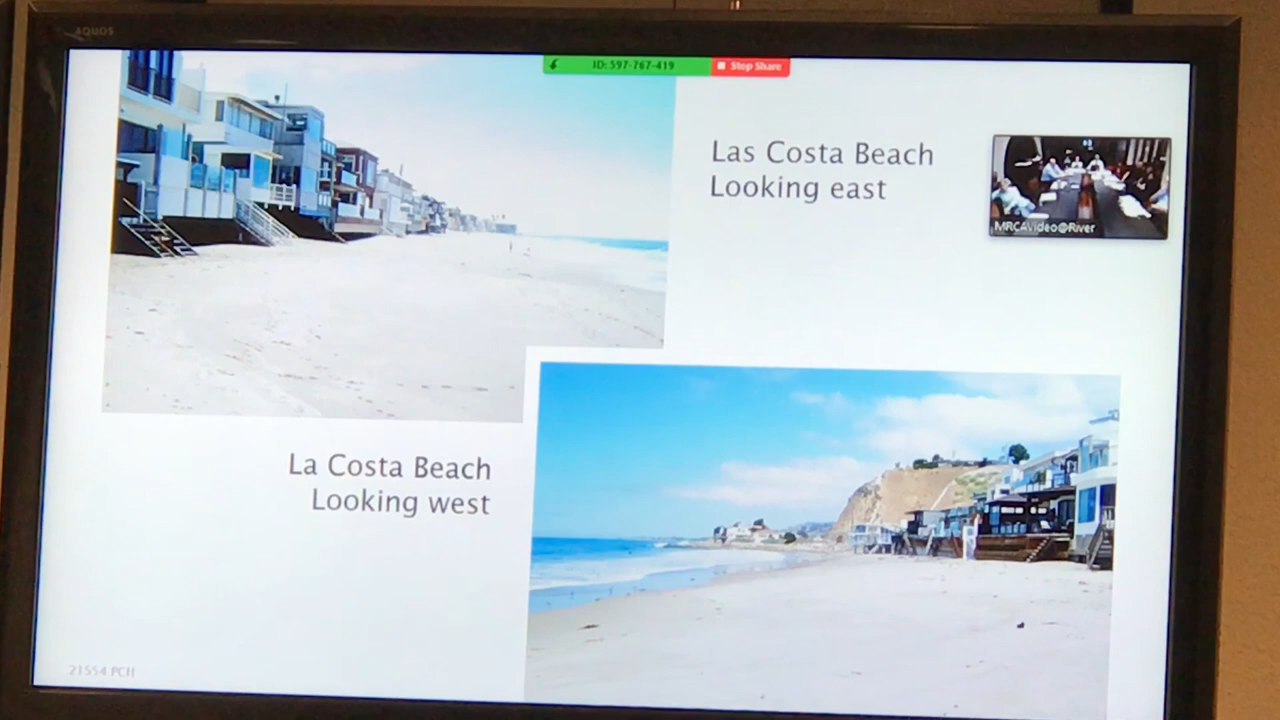 AQUOS
ID: 597-767-419
Stop Share
Las Costa Beach
Looking east
MRCAVideo@River
La Costa Beach
Looking west
21554 PCH